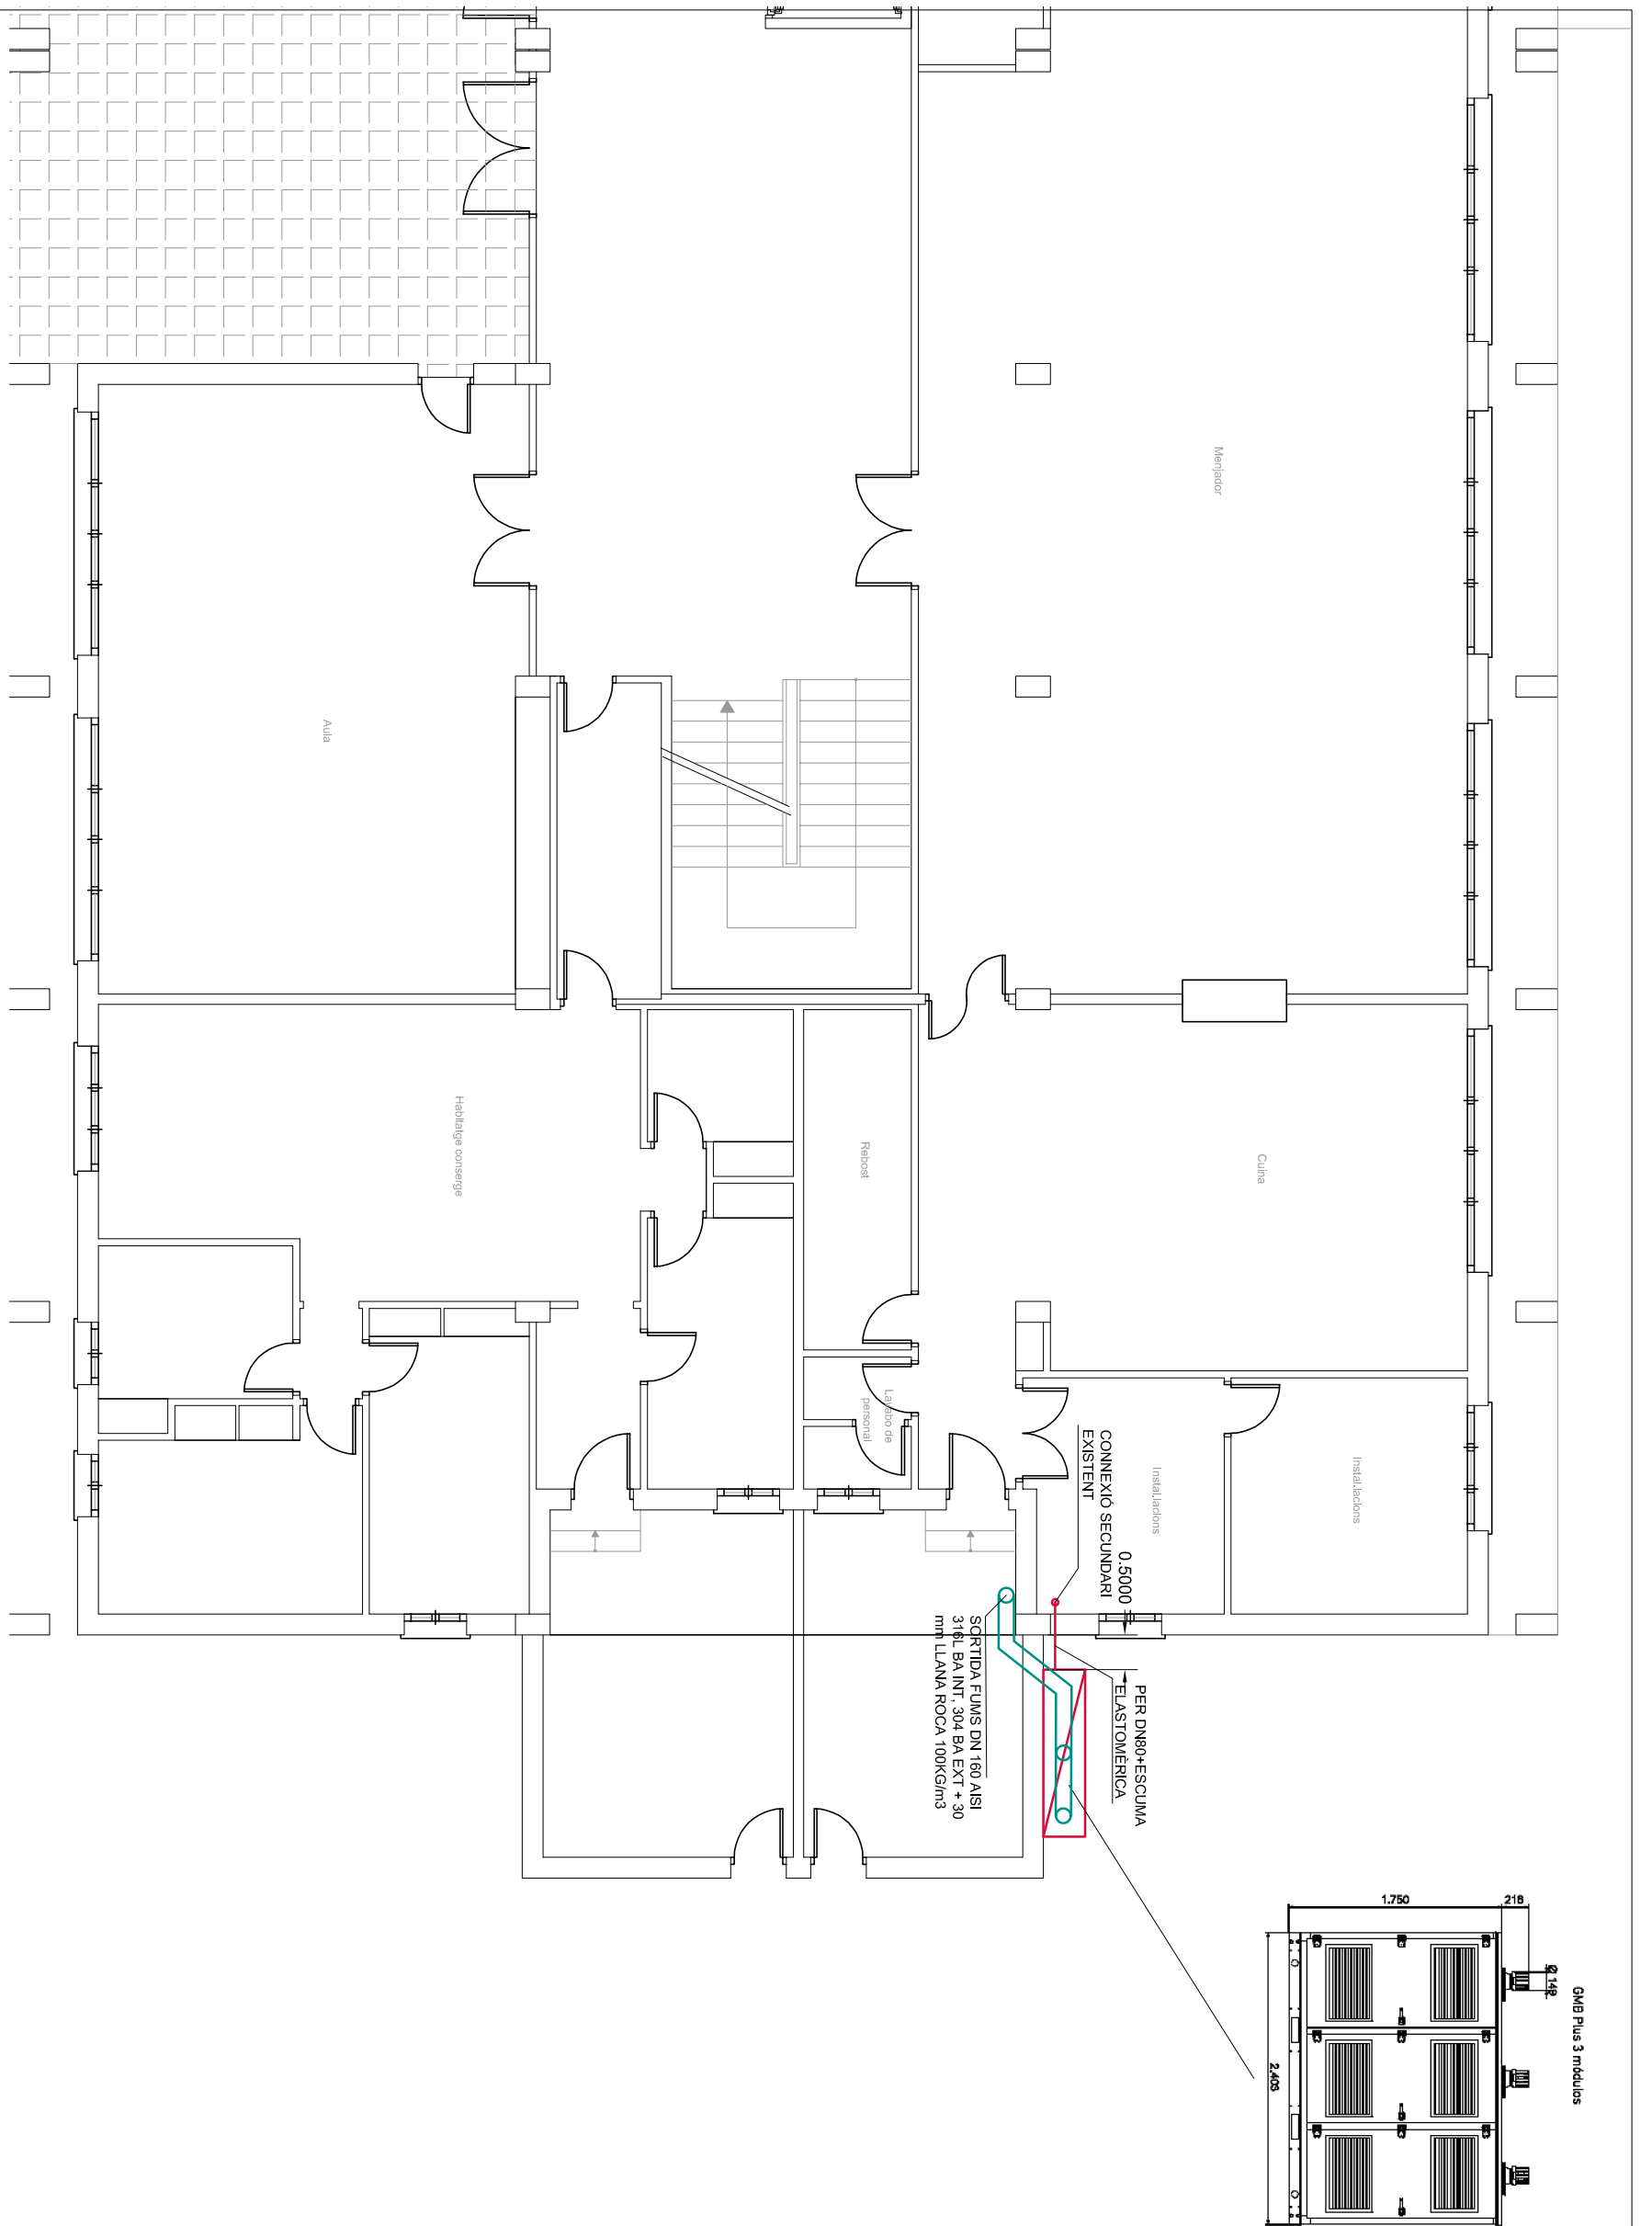 Menjador
Aula
Habitatge conserge
Rebost
Cuina
Lavabo de
personal
Instal.lacions
Instal.lacions
CONNEXIÓ SECUNDARI
EXISTENT
0.5000
PER DN80+ESCUMA
ELASTOMÈRICA
SORTIDA FUMS DN 160 AISI
316L BA INT, 304 BA EXT + 30
mm LLANA ROCA 100KG/m3
GMB Plus 3 módulos
1.750
218
Ø 149
2.403